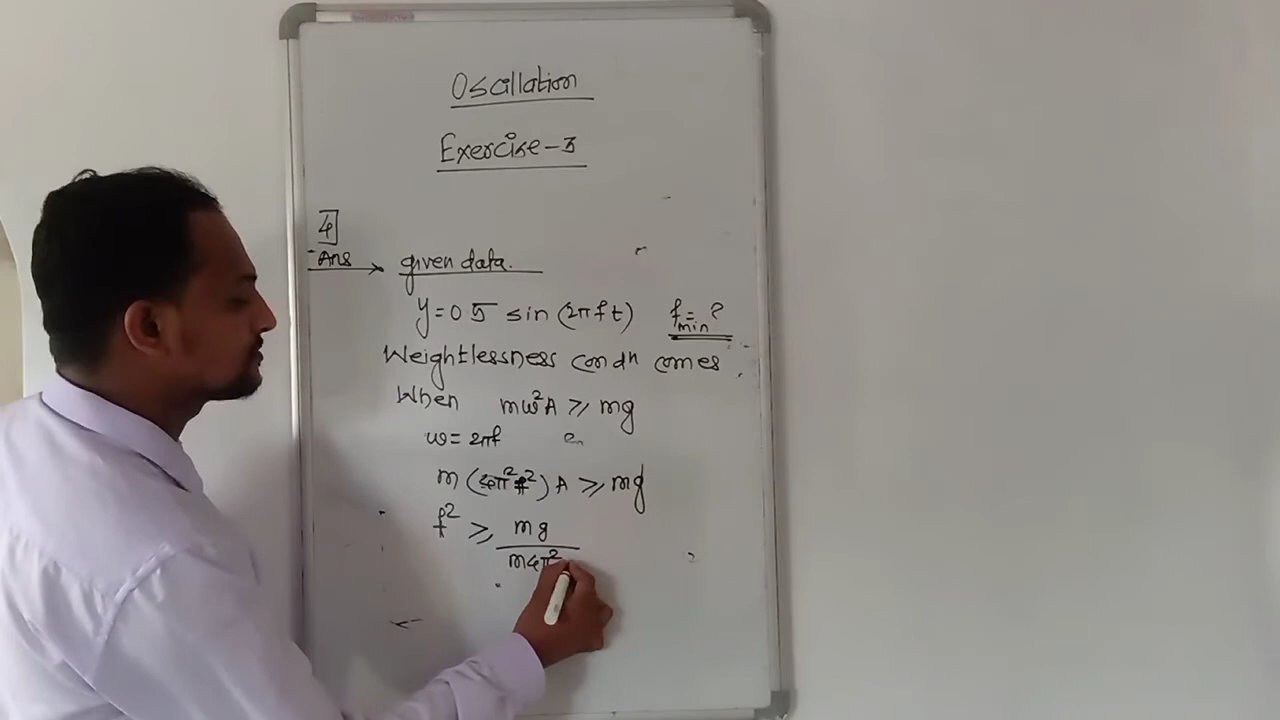 Oscillation
Exercise-3
4
Ans → given data.
y=0 5 sin (2πft) f min = ?
Weightlessness condn comes
When mω²A ≥ mg
ω = 2πf
m(4π²f²)A ≥ mg
f² ≥ mg
m4π²